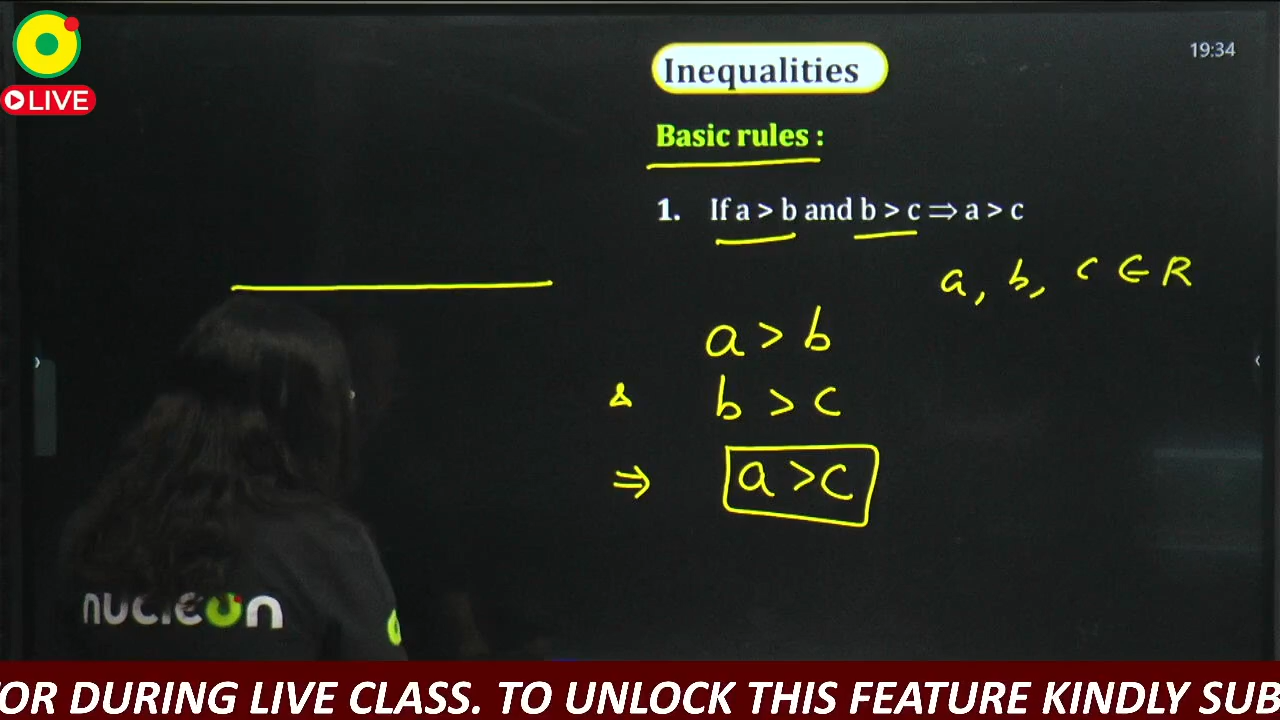 LIVE
19:34
Inequalities
Basic rules :
1. If a > b and b > c ⇒ a > c
a, b, c ∈ R
a > b
& b > c
⇒ a > c
nucleon
OR DURING LIVE CLASS. TO UNLOCK THIS FEATURE KINDLY SUB